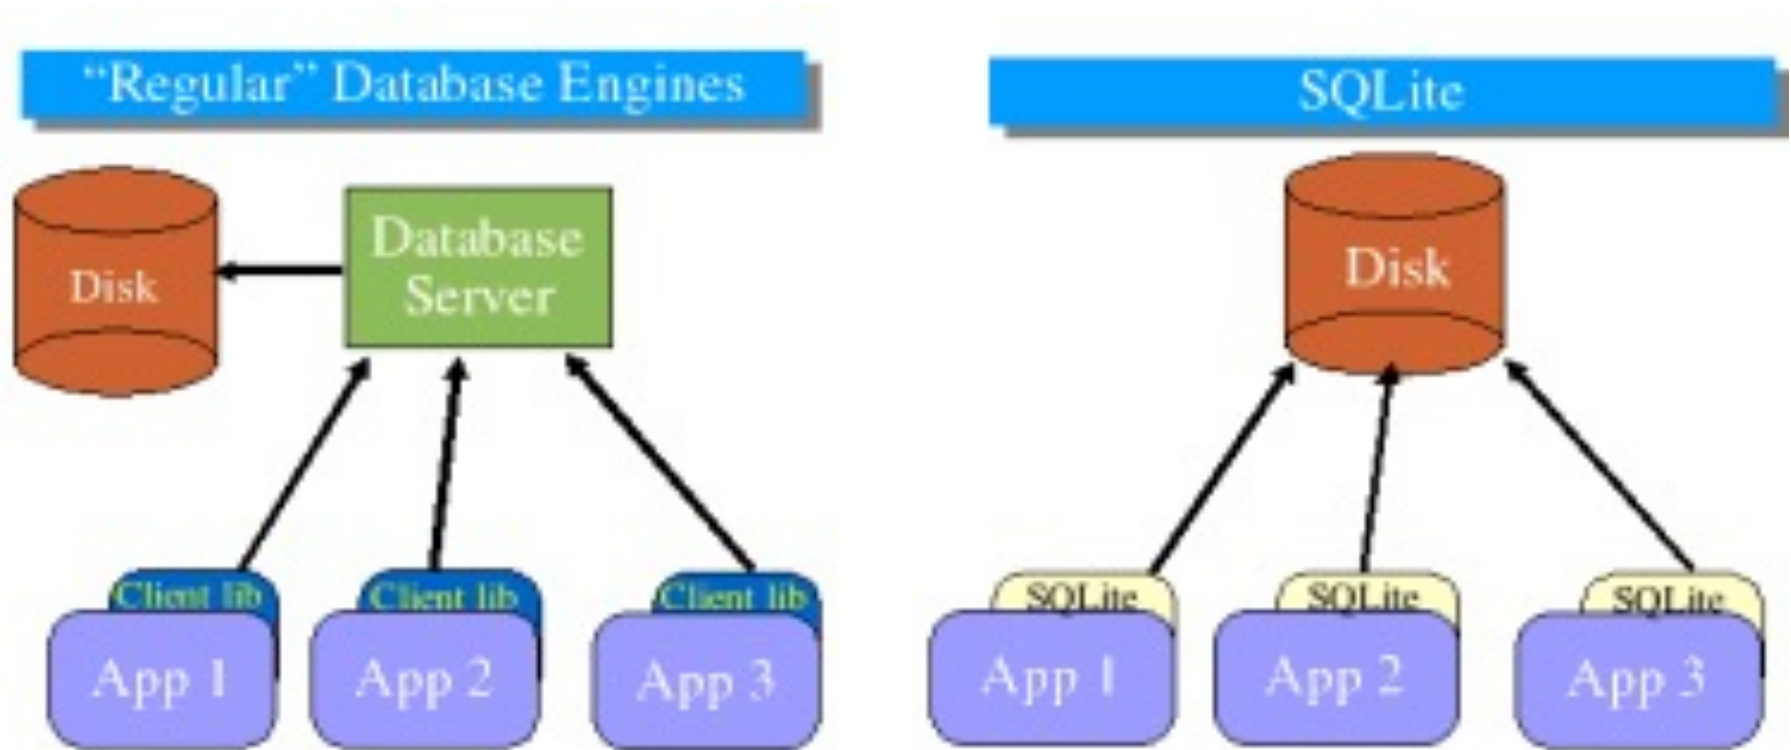 “Regular” Database Engines
Disk
Database
Server
Client lib
Client lib
Client lib
App 1
App 2
App 3
SQLite
Disk
SQLite
SQLite
SQLite
App 1
App 2
App 3